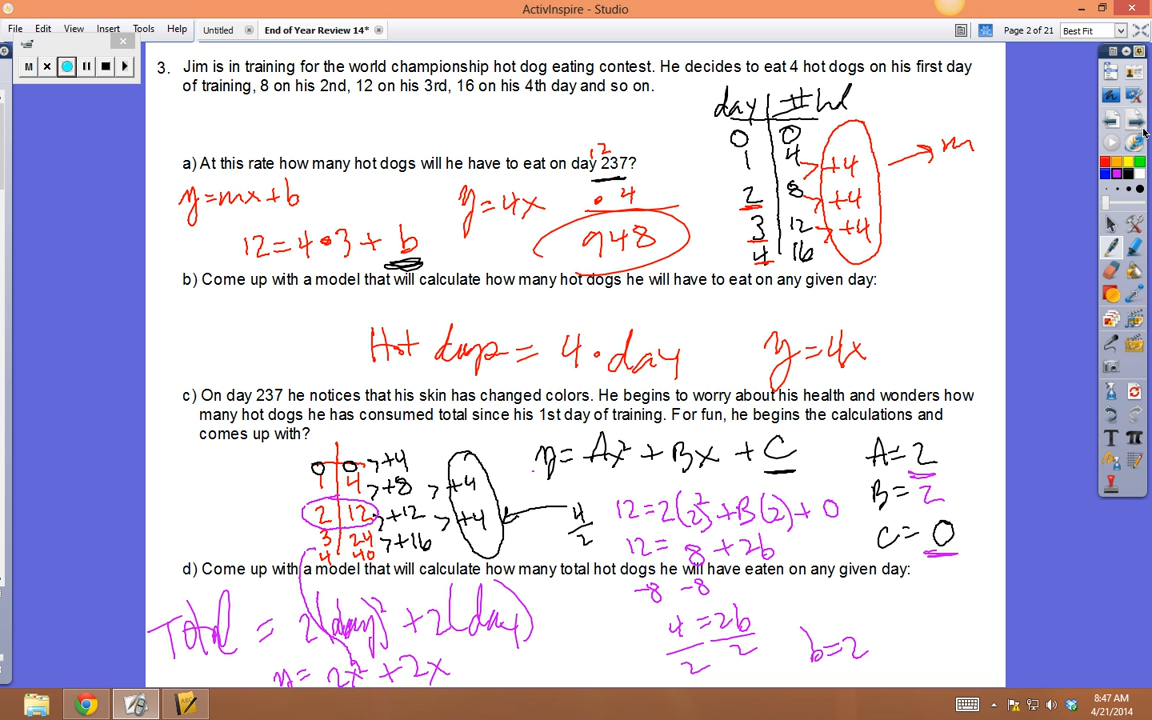 ActivInspire - Studio
File Edit View Insert Tools Help Untitled End of Year Review 14* Page 2 of 21 Best Fit
M
3. Jim is in training for the world championship hot dog eating contest. He decides to eat 4 hot dogs on his first day
of training, 8 on his 2nd, 12 on his 3rd, 16 on his 4th day and so on.
day # hd
0 0
1 4 +4 m
2 8 +4
3 12 +4
4 16
a) At this rate how many hot dogs will he have to eat on day 237?
12
y=mx+b y=4x • 4
12=4•3+b 948
b) Come up with a model that will calculate how many hot dogs he will have to eat on any given day:
Hot dogs = 4 • day y=4x
c) On day 237 he notices that his skin has changed colors. He begins to worry about his health and wonders how
many hot dogs he has consumed total since his 1st day of training. For fun, he begins the calculations and
comes up with?
0 0 >+4
1 4 >+8 >+4
2 12 >+12 >+4 4/2
3 24 >+16
4 40
y=Ax²+Bx+C A=2
12=2(2)²+B(2)+0 B=2
12= 8+2b C=0
d) Come up with a model that will calculate how many total hot dogs he will have eaten on any given day:
-8 -8
Total = 2(day)²+2(day) 4=2b
2 2 b=2
y=2x²+2x
8:47 AM
4/21/2014